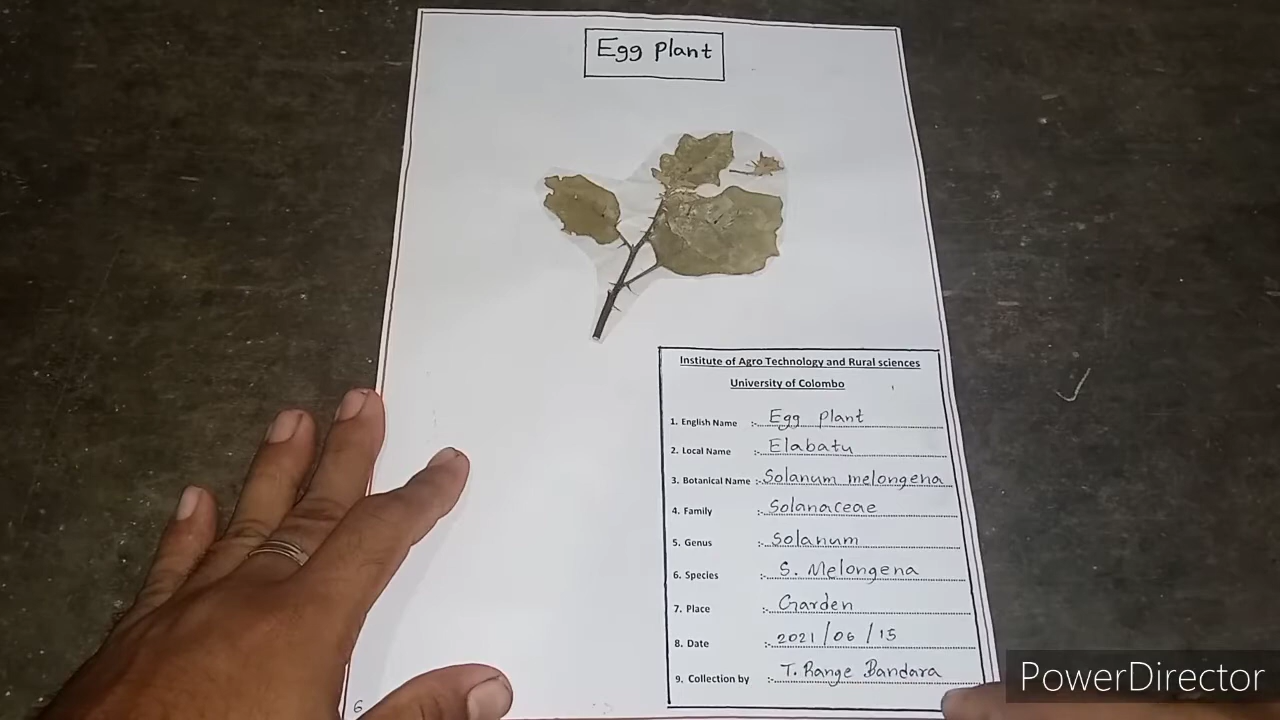 Egg plant
Institute of Agro Technology and Rural sciences
University of Colombo
1. English Name :- Egg plant
2. Local Name :- Elabatu
3. Botanical Name :- Solanum melongena
4. Family :- Solanaceae
5. Genus :- Solanum
6. Species :- S. Melongena
7. Place :- Garden
8. Date :- 2021/06/15
9. Collection by :- T. Range Bandara
6
PowerDirector